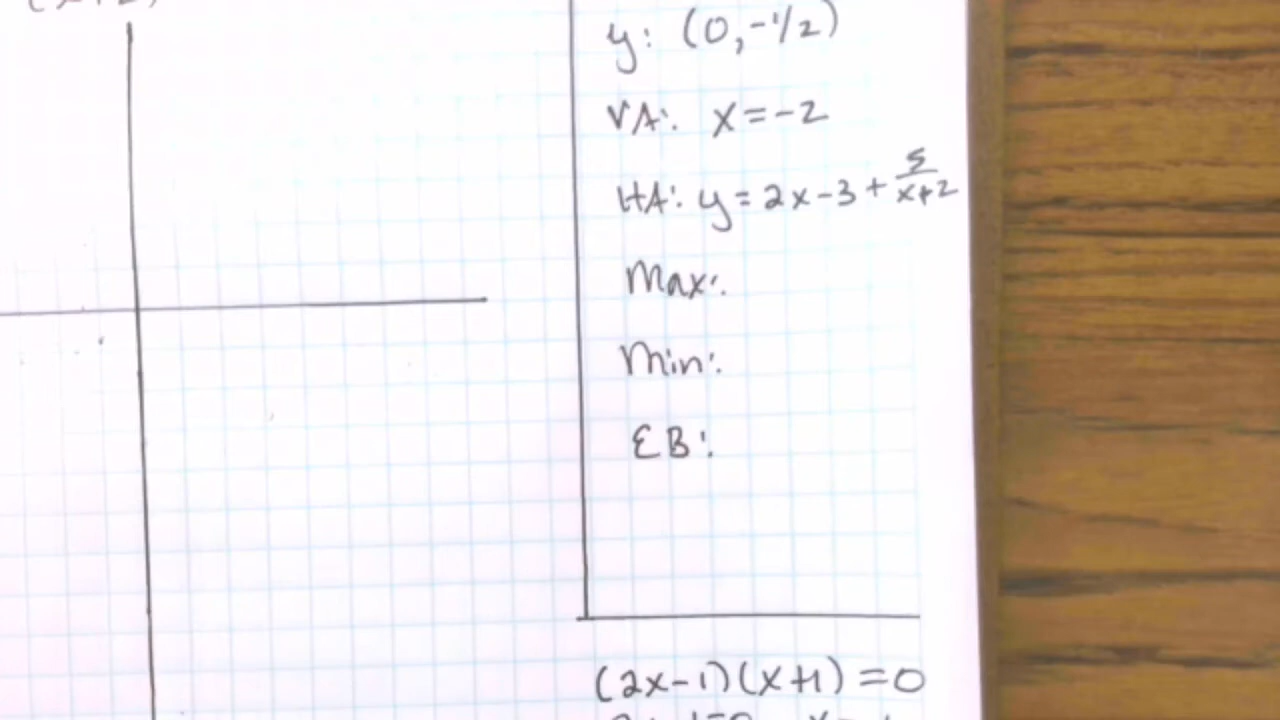 y: (0, -1/2)
VA: x = -2
HA: y = 2x - 3 + 5/x+2
Max:
Min:
EB:
(2x-1)(x+1) = 0